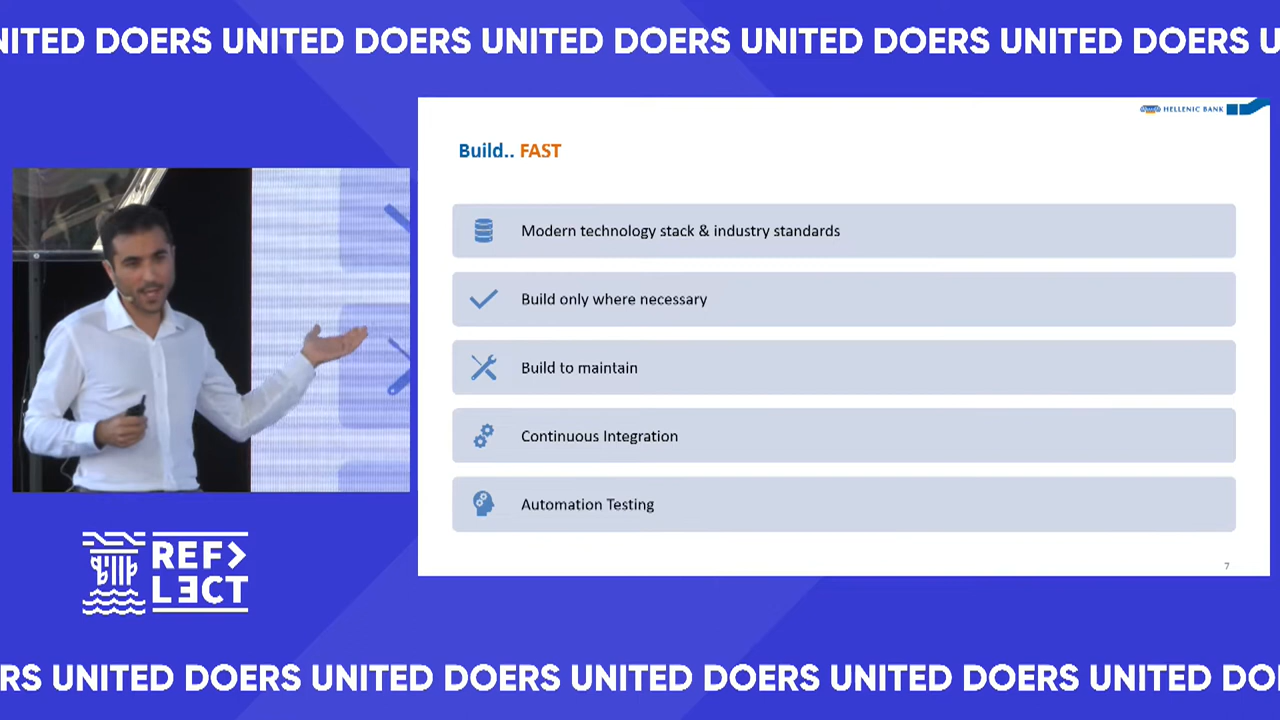 NITED DOERS UNITED DOERS UNITED DOERS UNITED DOERS UNITED DOERS U
HELLENIC BANK
Build.. FAST
Modern technology stack & industry standards
Build only where necessary
Build to maintain
Continuous Integration
Automation Testing
7
REF>
LECT
RS UNITED DOERS UNITED DOERS UNITED DOERS UNITED DOERS UNITED DO